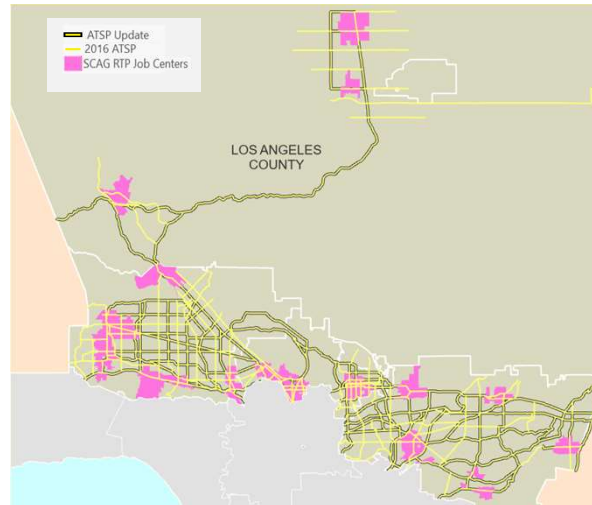 ATSP Update
2016 ATSP
SCAG RTP Job Centers
LOS ANGELES
COUNTY